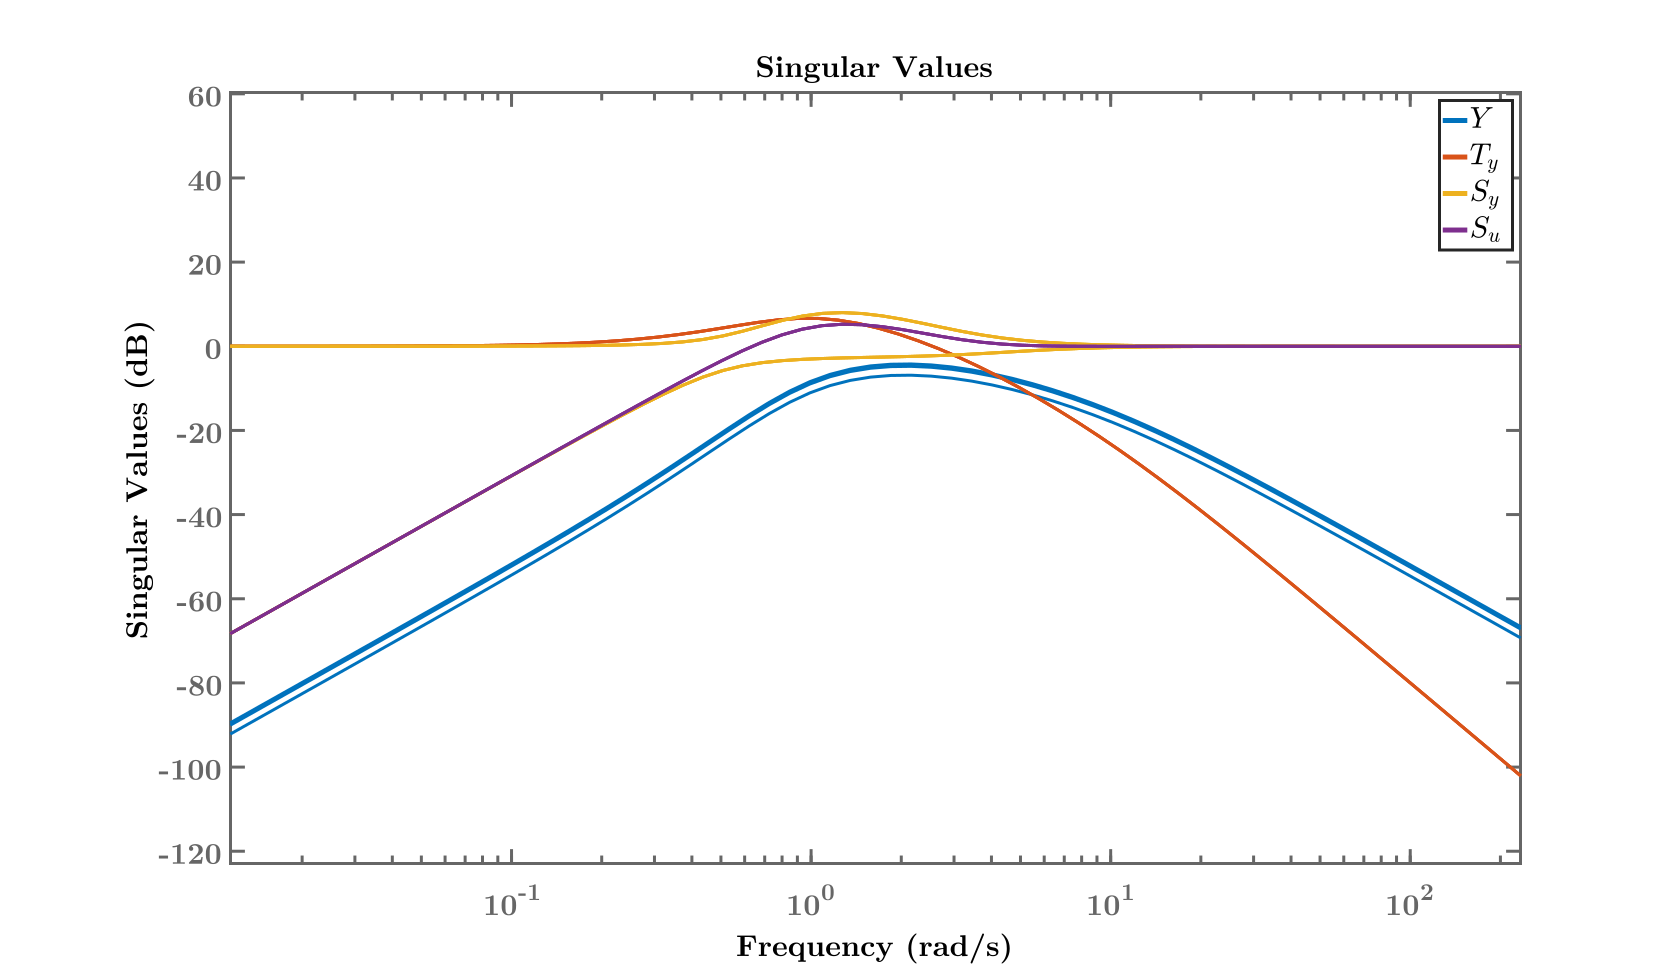 Singular Values
60
40
20
0
-20
-40
-60
-80
-100
-120
Singular Values (dB)
Y
T_y
S_y
S_u
10^-1
10^0
10^1
10^2
Frequency (rad/s)